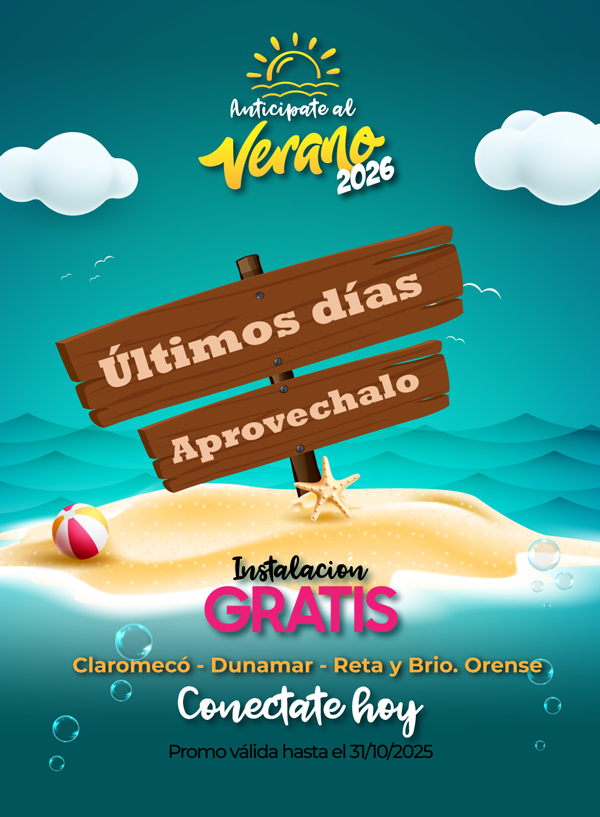 Anticipate al
Verano
2026
Últimos días
Aprovechalo
Instalacion
GRATIS
Claromecó - Dunamar - Reta y Brio. Orense
Conectate hoy
Promo válida hasta el 31/10/2025